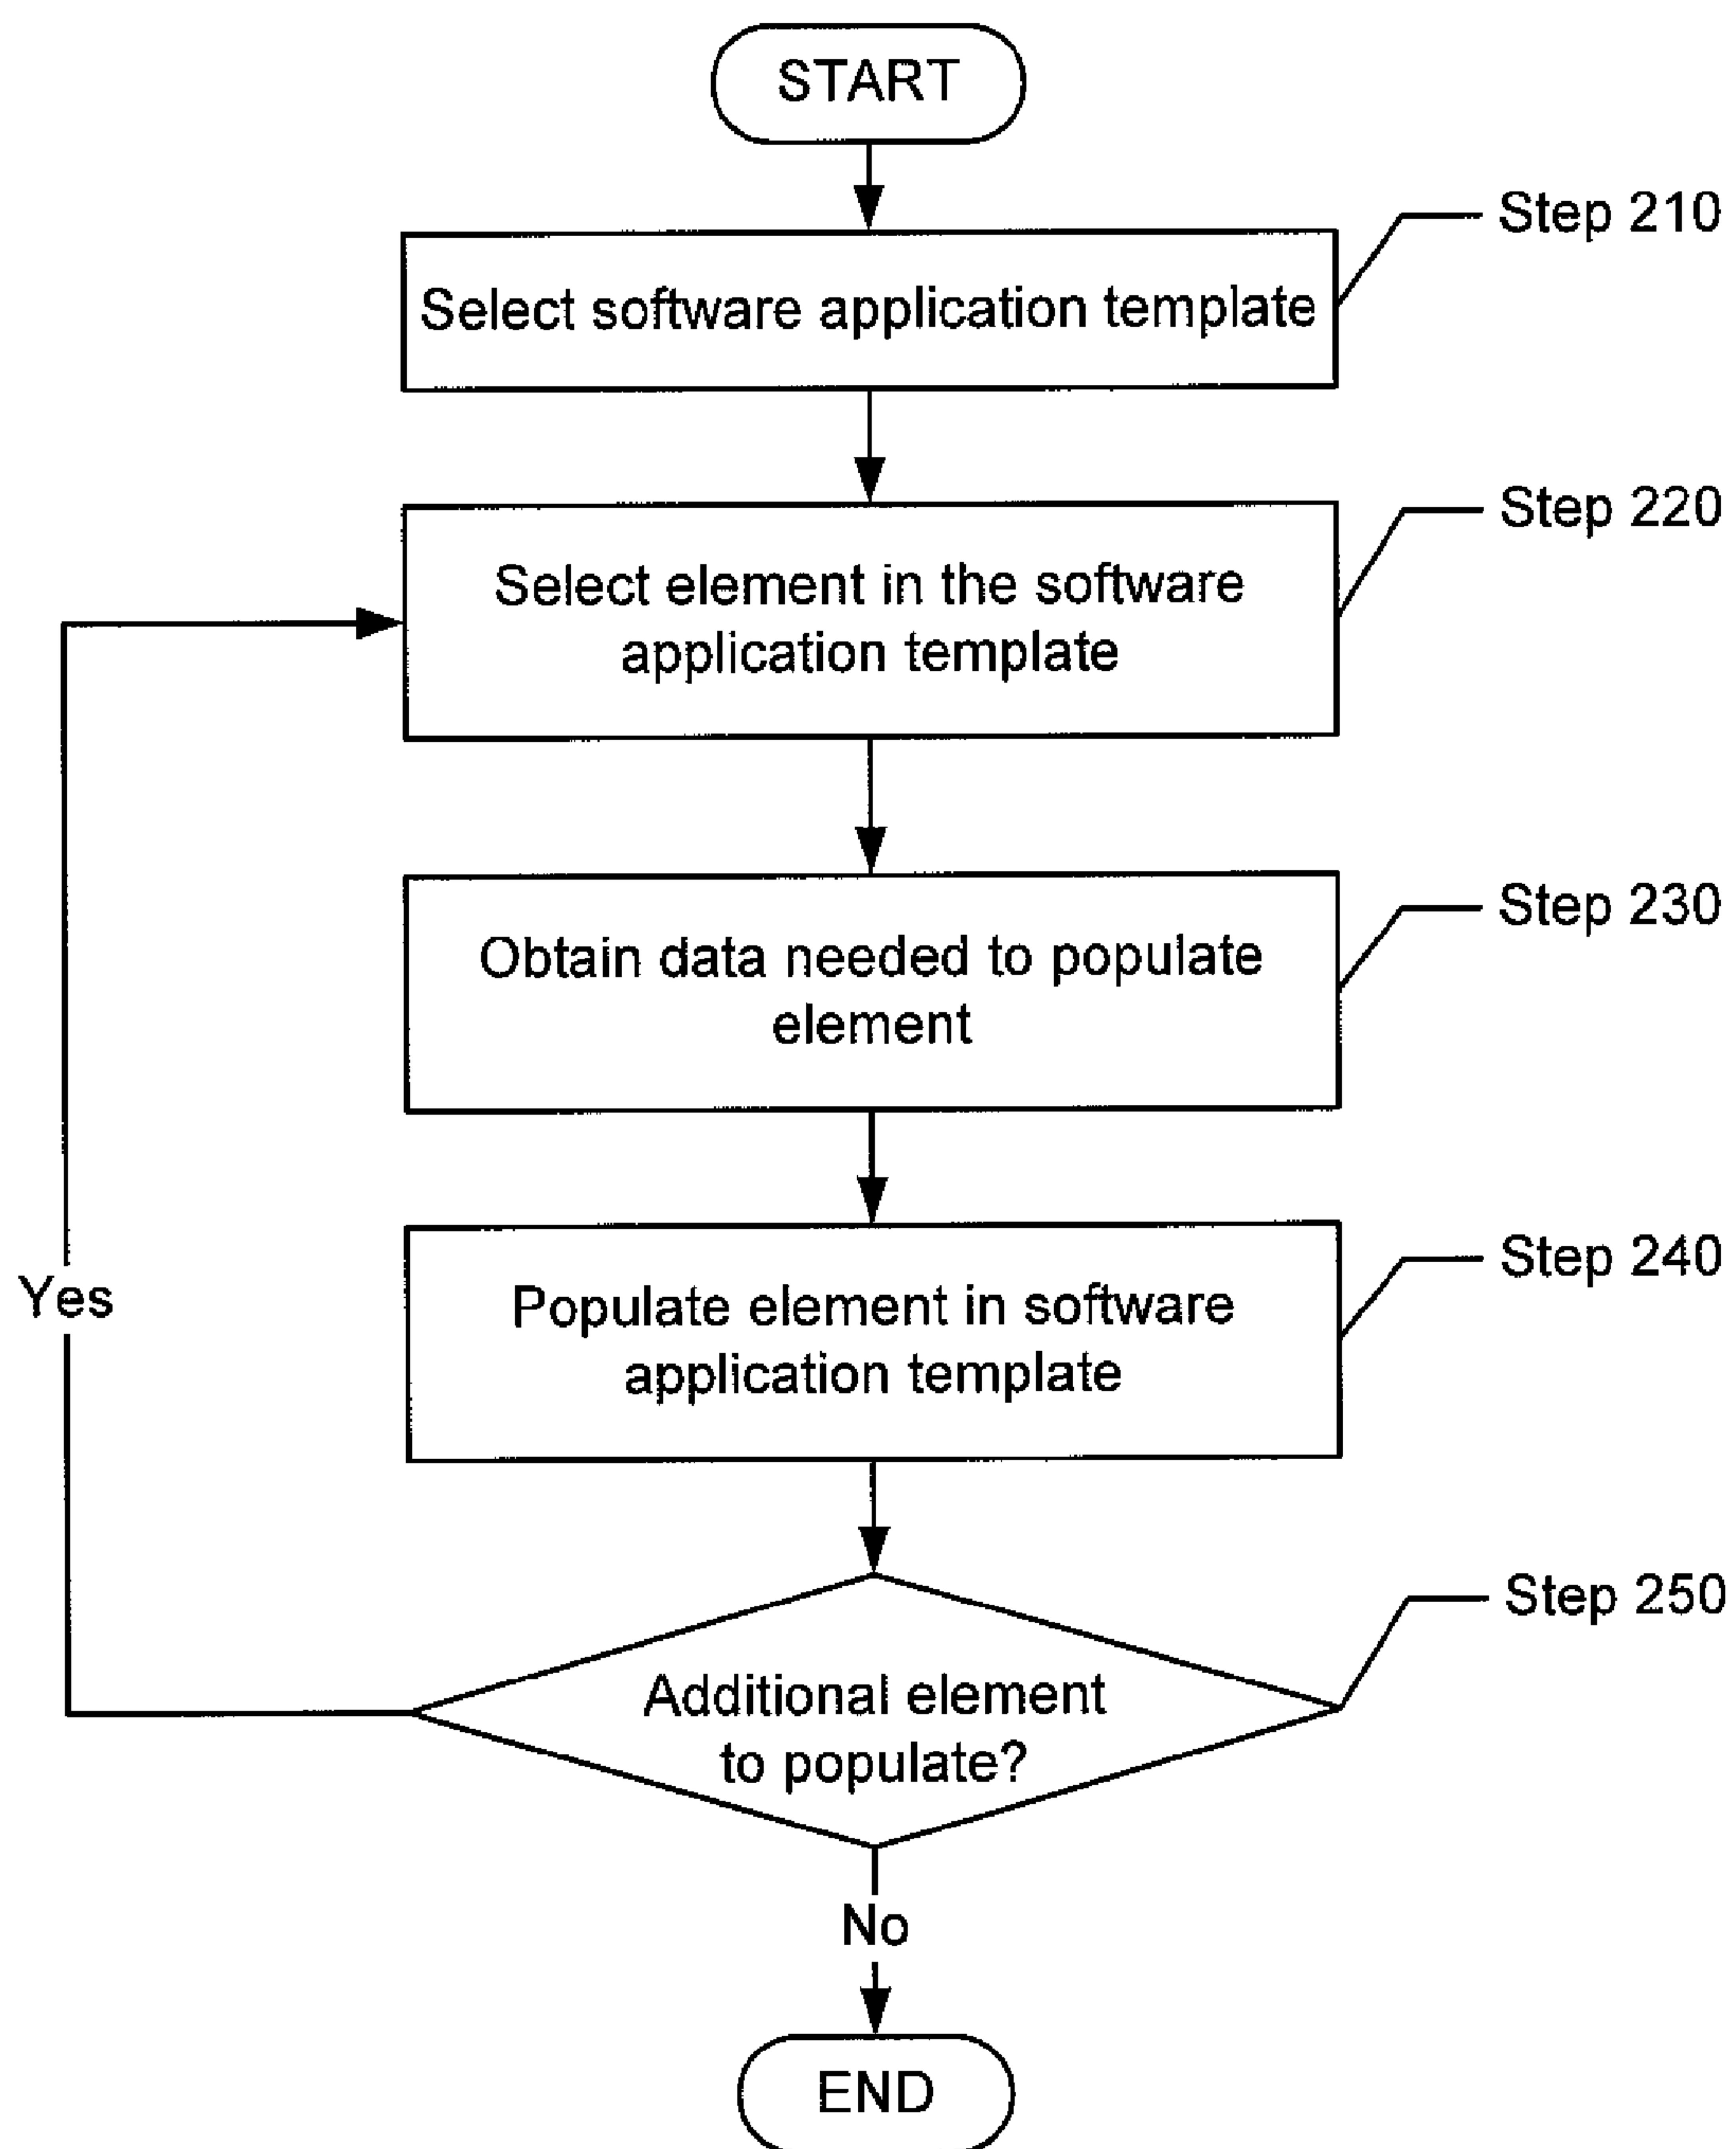 START
Step 210
Select software application template
Step 220
Select element in the software
application template
Step 230
Obtain data needed to populate
element
Step 240
Populate element in software
application template
Yes
Step 250
Additional element
to populate?
No
END